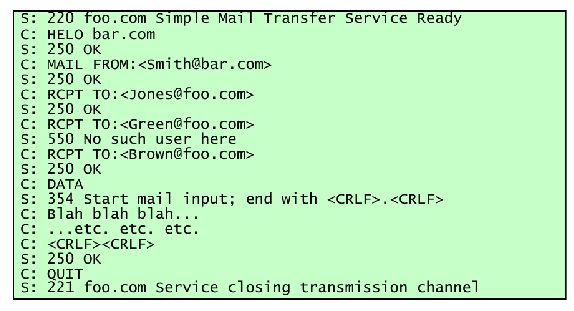 S: 220 foo.com Simple Mail Transfer Service Ready
C: HELO bar.com
S: 250 OK
C: MAIL FROM:<Smith@bar.com>
S: 250 OK
C: RCPT TO:<Jones@foo.com>
S: 250 OK
C: RCPT TO:<Green@foo.com>
S: 550 No such user here
C: RCPT TO:<Brown@foo.com>
S: 250 OK
C: DATA
S: 354 Start mail input; end with <CRLF>.<CRLF>
C: Blah blah blah...
C: ...etc. etc. etc.
C: <CRLF><CRLF>
S: 250 OK
C: QUIT
S: 221 foo.com Service closing transmission channel